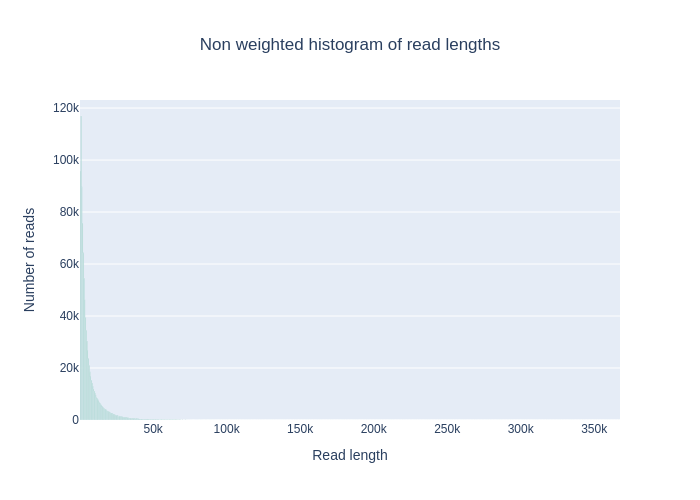 Non weighted histogram of read lengths
120k
100k
80k
60k
40k
20k
0
Number of reads
50k
100k
150k
200k
250k
300k
350k
Read length